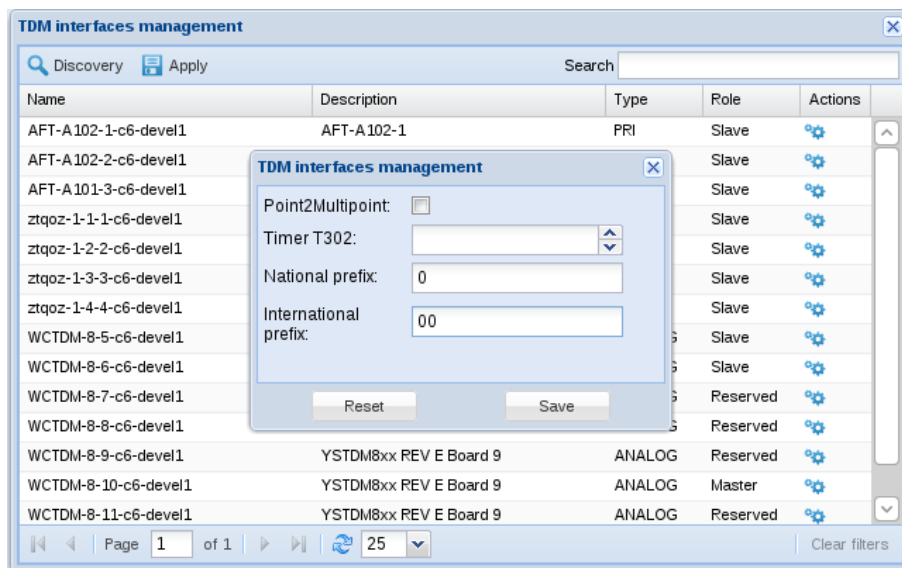 TDM interfaces management
Discovery Apply Search
Name Description Type Role Actions
AFT-A102-1-c6-devel1 AFT-A102-1 PRI Slave
AFT-A102-2-c6-devel1 Slave
AFT-A101-3-c6-devel1 Slave
ztqoz-1-1-1-c6-devel1 Slave
ztqoz-1-2-2-c6-devel1 Slave
ztqoz-1-3-3-c6-devel1 Slave
ztqoz-1-4-4-c6-devel1 Slave
WCTDM-8-5-c6-devel1 Slave
WCTDM-8-6-c6-devel1 Slave
WCTDM-8-7-c6-devel1 Reserved
WCTDM-8-8-c6-devel1 Reserved
WCTDM-8-9-c6-devel1 YSTDM8xx REV E Board 9 ANALOG Reserved
WCTDM-8-10-c6-devel1 YSTDM8xx REV E Board 9 ANALOG Master
WCTDM-8-11-c6-devel1 YSTDM8xx REV E Board 9 ANALOG Reserved
TDM interfaces management
Point2Multipoint:
Timer T302:
National prefix: 0
International
prefix: 00
Reset Save
Page 1 of 1 25 Clear filters